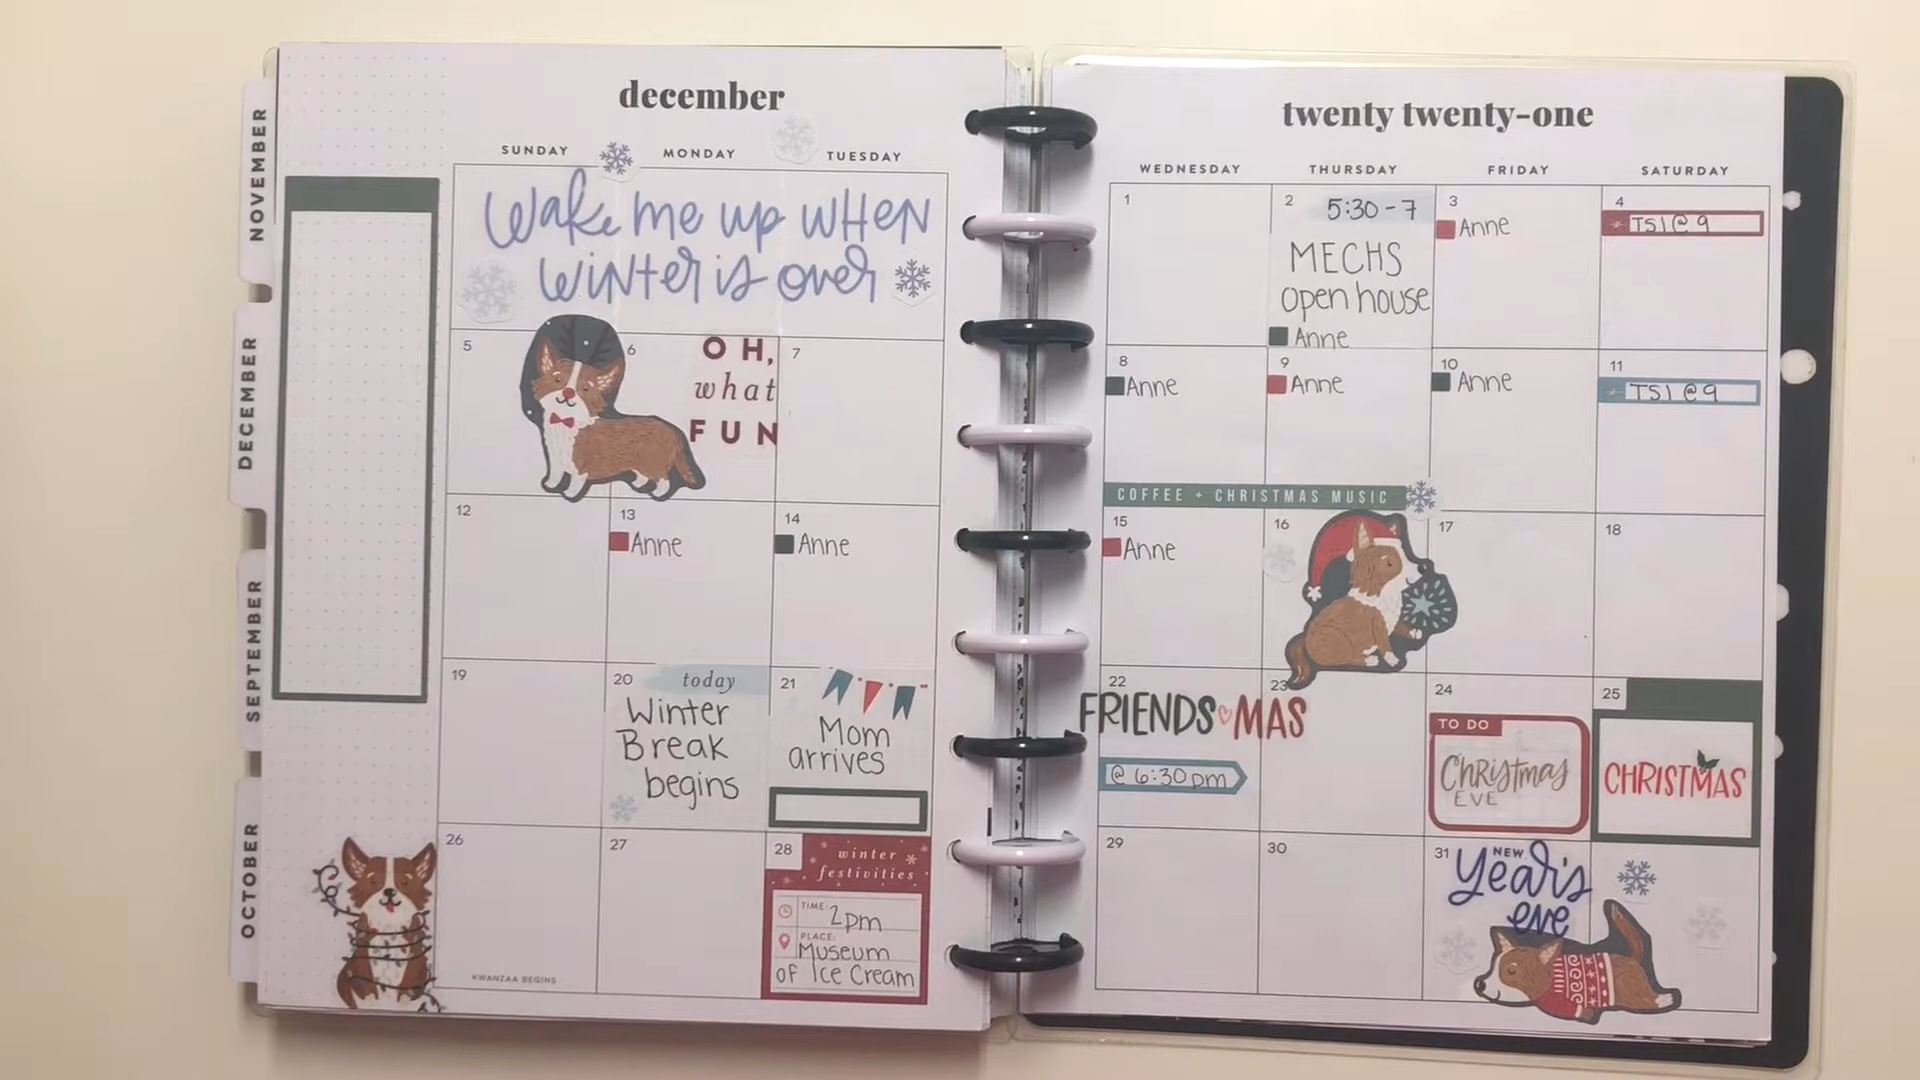 NOVEMBER
DECEMBER
SEPTEMBER
OCTOBER
december
SUNDAY MONDAY TUESDAY
wake me up wHEN
wiNter is over
5
6
OH,
what
FUN
7
12
13
Anne
14
Anne
19
20
today
Winter
Break
begins
21
Mom
arrives
26
KWANZAA BEGINS
27
28
winter
festivities
TIME:
2pm
PLACE:
Museum
of Ice Cream
twenty twenty-one
WEDNESDAY THURSDAY FRIDAY SATURDAY
1
2
5:30-7
MECHS
open house
Anne
3
Anne
4
TSI@9
8
Anne
9
Anne
10
Anne
11
TSI@9
COFFEE + CHRISTMAS MUSIC
15
Anne
16
17
18
22
23
FRIENDS MAS
@ 6:30pm
24
TO DO
Christmas
EVE
25
CHRISTMAS
29
30
31
NEW
Year's
eve